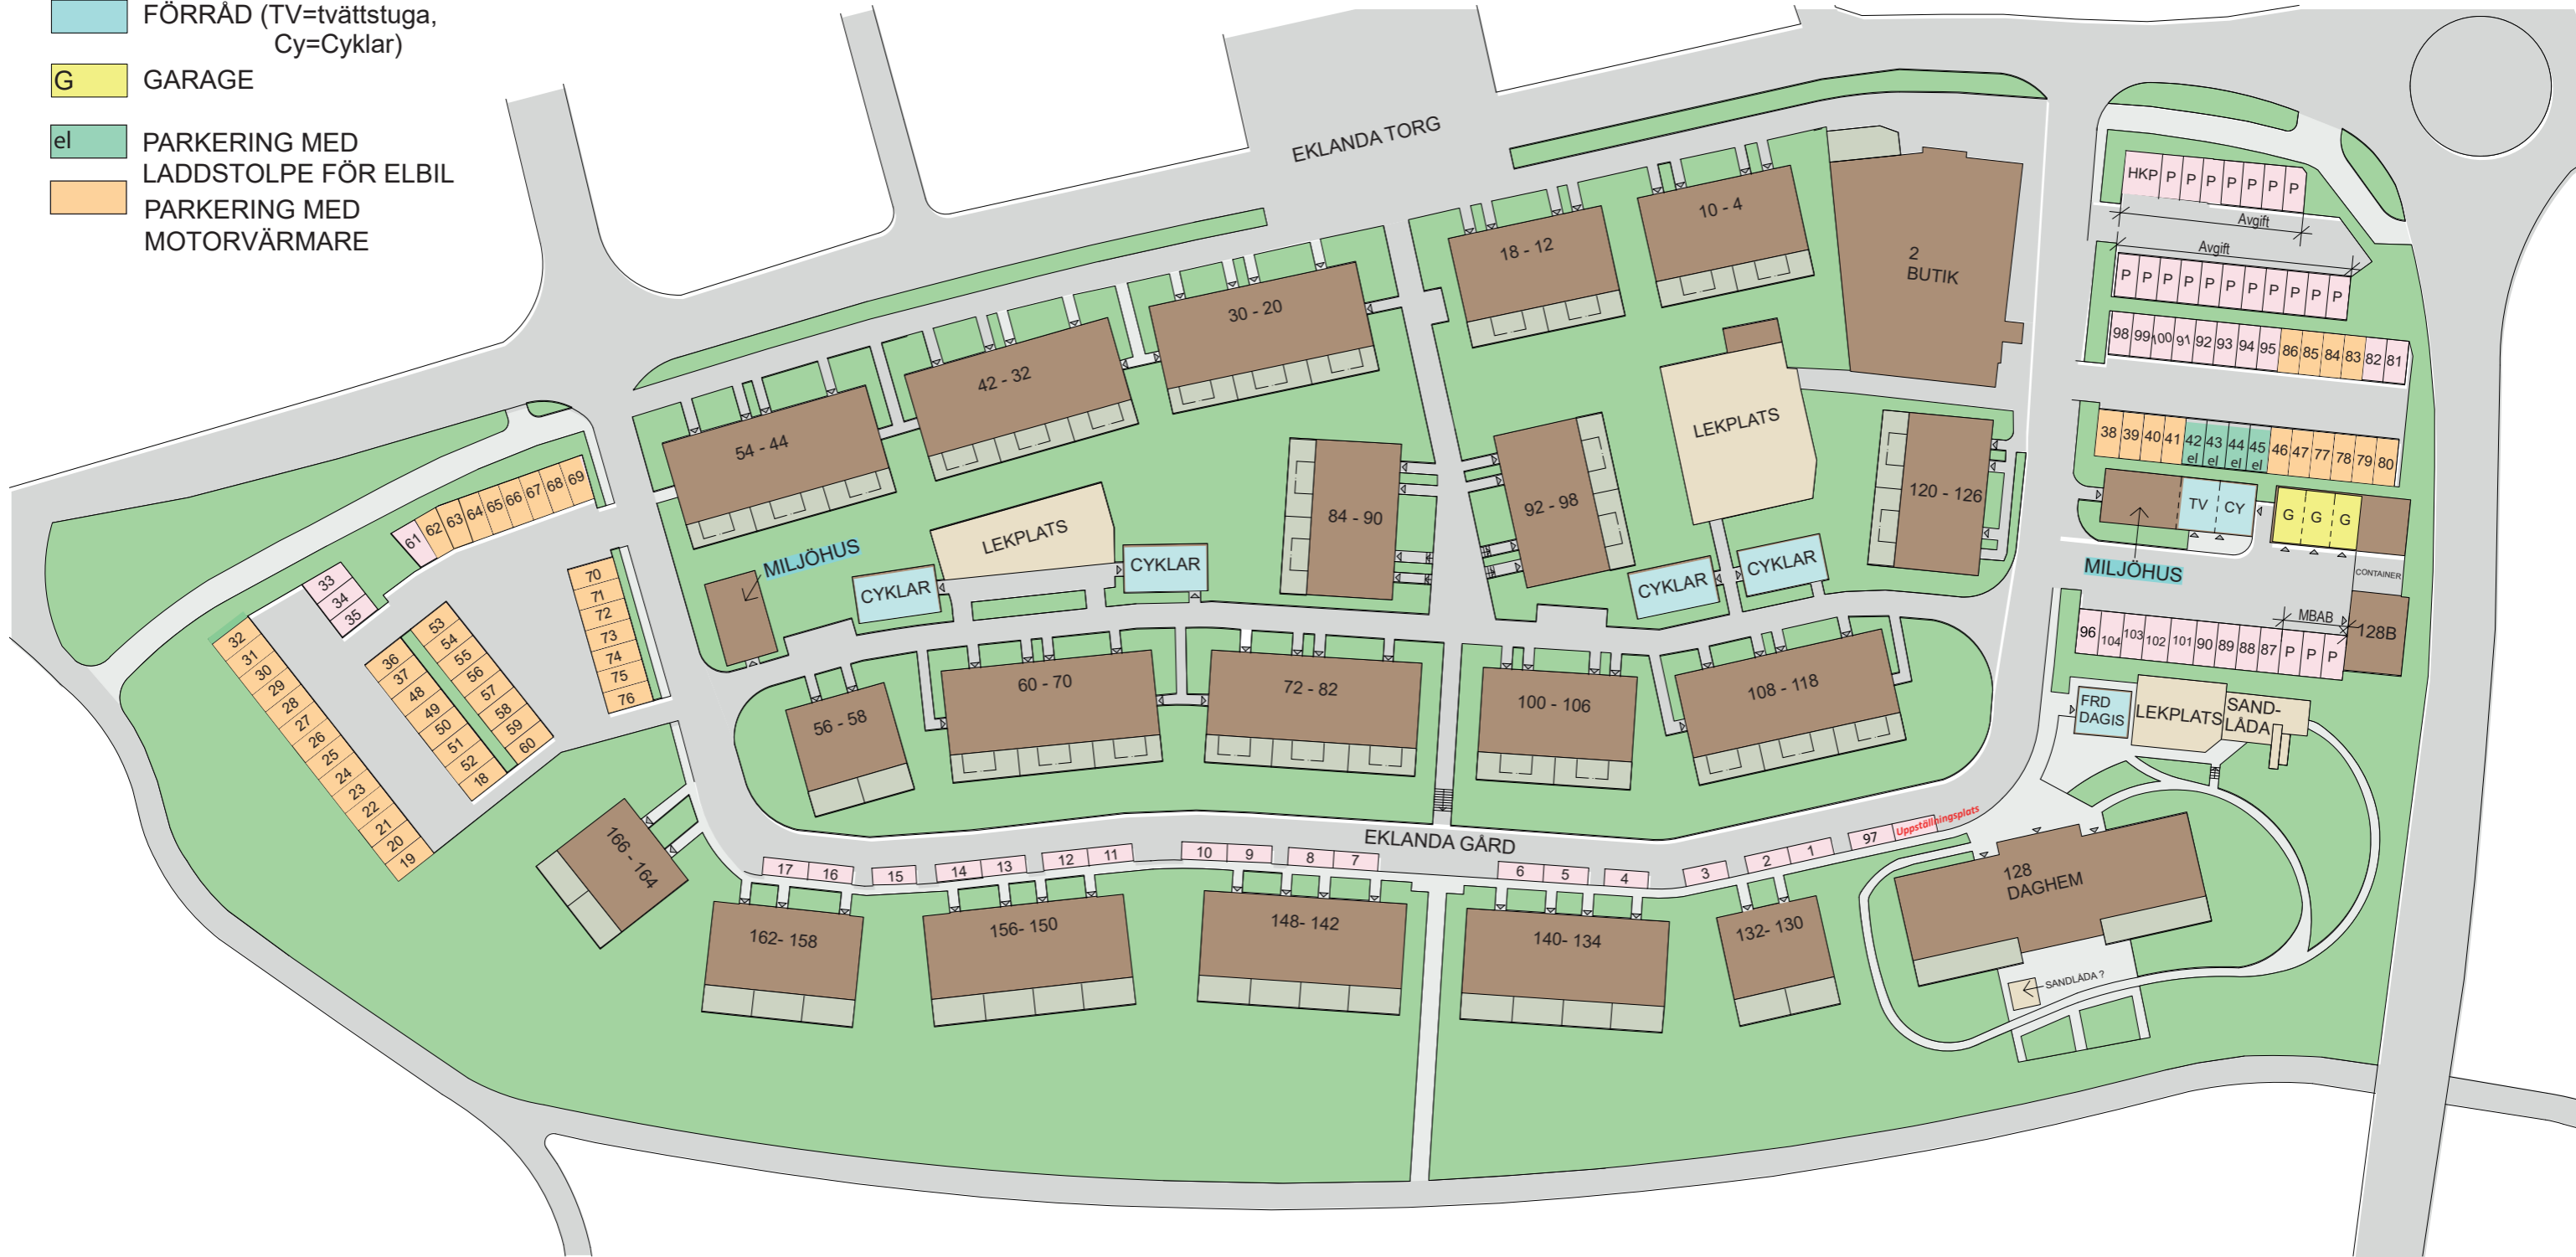 FÖRRÅD (TV=tvättstuga,
Cy=Cyklar)
G GARAGE
el PARKERING MED
LADDSTOLPE FÖR ELBIL
PARKERING MED
MOTORVÄRMARE
EKLANDA TORG
10 - 4
18 - 12
2
BUTIK
30 - 20
42 - 32
54 - 44
HKP P P P P P P P
Avgift
Avgift
P P P P P P P P P P P
98 99 100 91 92 93 94 95 86 85 84 83 82 81
38 39 40 41 42 43 44 45 46 47 77 78 79 80
el el el el
TV CY
G G G
MILJÖHUS
CONTAINER
MBAB
128B
96 104 103 102 101 90 89 88 87 P P P
FRD
DAGIS
LEKPLATS
SAND-
LÅDA
LEKPLATS
120 - 126
92 - 98
84 - 90
LEKPLATS
MILJÖHUS
CYKLAR
CYKLAR
CYKLAR
CYKLAR
61 62 63 64 65 66 67 68 69
33
34
35
70
71
72
73
74
75
76
32
31
30
29
28
27
26
25
24
23
22
21
20
19
36
37
48
49
50
51
52
18
53
54
55
56
57
58
59
60
56 - 58
60 - 70
72 - 82
100 - 106
108 - 118
EKLANDA GÅRD
17 16 15 14 13 12 11 10 9 8 7 6 5 4 3 2 1 97
Uppställningsplats
166 - 164
162- 158
156- 150
148- 142
140- 134
132- 130
128
DAGHEM
SANDLÅDA ?